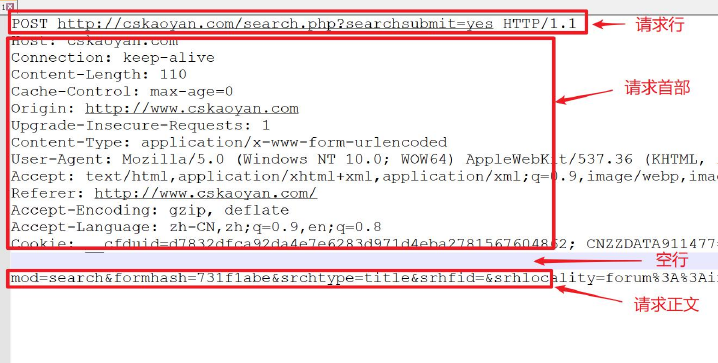 POST http://cskaoyan.com/search.php?searchsubmit=yes HTTP/1.1
请求行
Host: cskaoyan.com
Connection: keep-alive
Content-Length: 110
Cache-Control: max-age=0
Origin: http://www.cskaoyan.com
请求首部
Upgrade-Insecure-Requests: 1
Content-Type: application/x-www-form-urlencoded
User-Agent: Mozilla/5.0 (Windows NT 10.0; WOW64) AppleWebKit/537.36 (KHTML,
Accept: text/html,application/xhtml+xml,application/xml;q=0.9,image/webp,ima
Referer: http://www.cskaoyan.com/
Accept-Encoding: gzip, deflate
Accept-Language: zh-CN,zh;q=0.9,en;q=0.8
Cookie: __cfduid=d7832dfca92da4e7e6283d971d4eba2781567604862; CNZZDATA911477=
空行
mod=search&formhash=731f1abe&srchtype=title&srhfid=&srhlocality=forum%3A%3Ai
请求正文